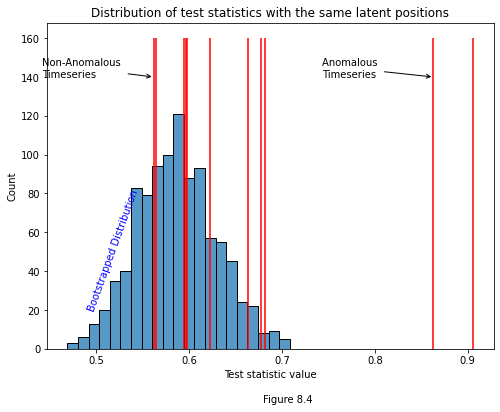 Distribution of test statistics with the same latent positions
160
140
120
100
80
60
40
20
0
Count
Non-Anomalous
Timeseries
Anomalous
Timeseries
Bootstrapped Distribution
0.5 0.6 0.7 0.8 0.9
Test statistic value
Figure 8.4